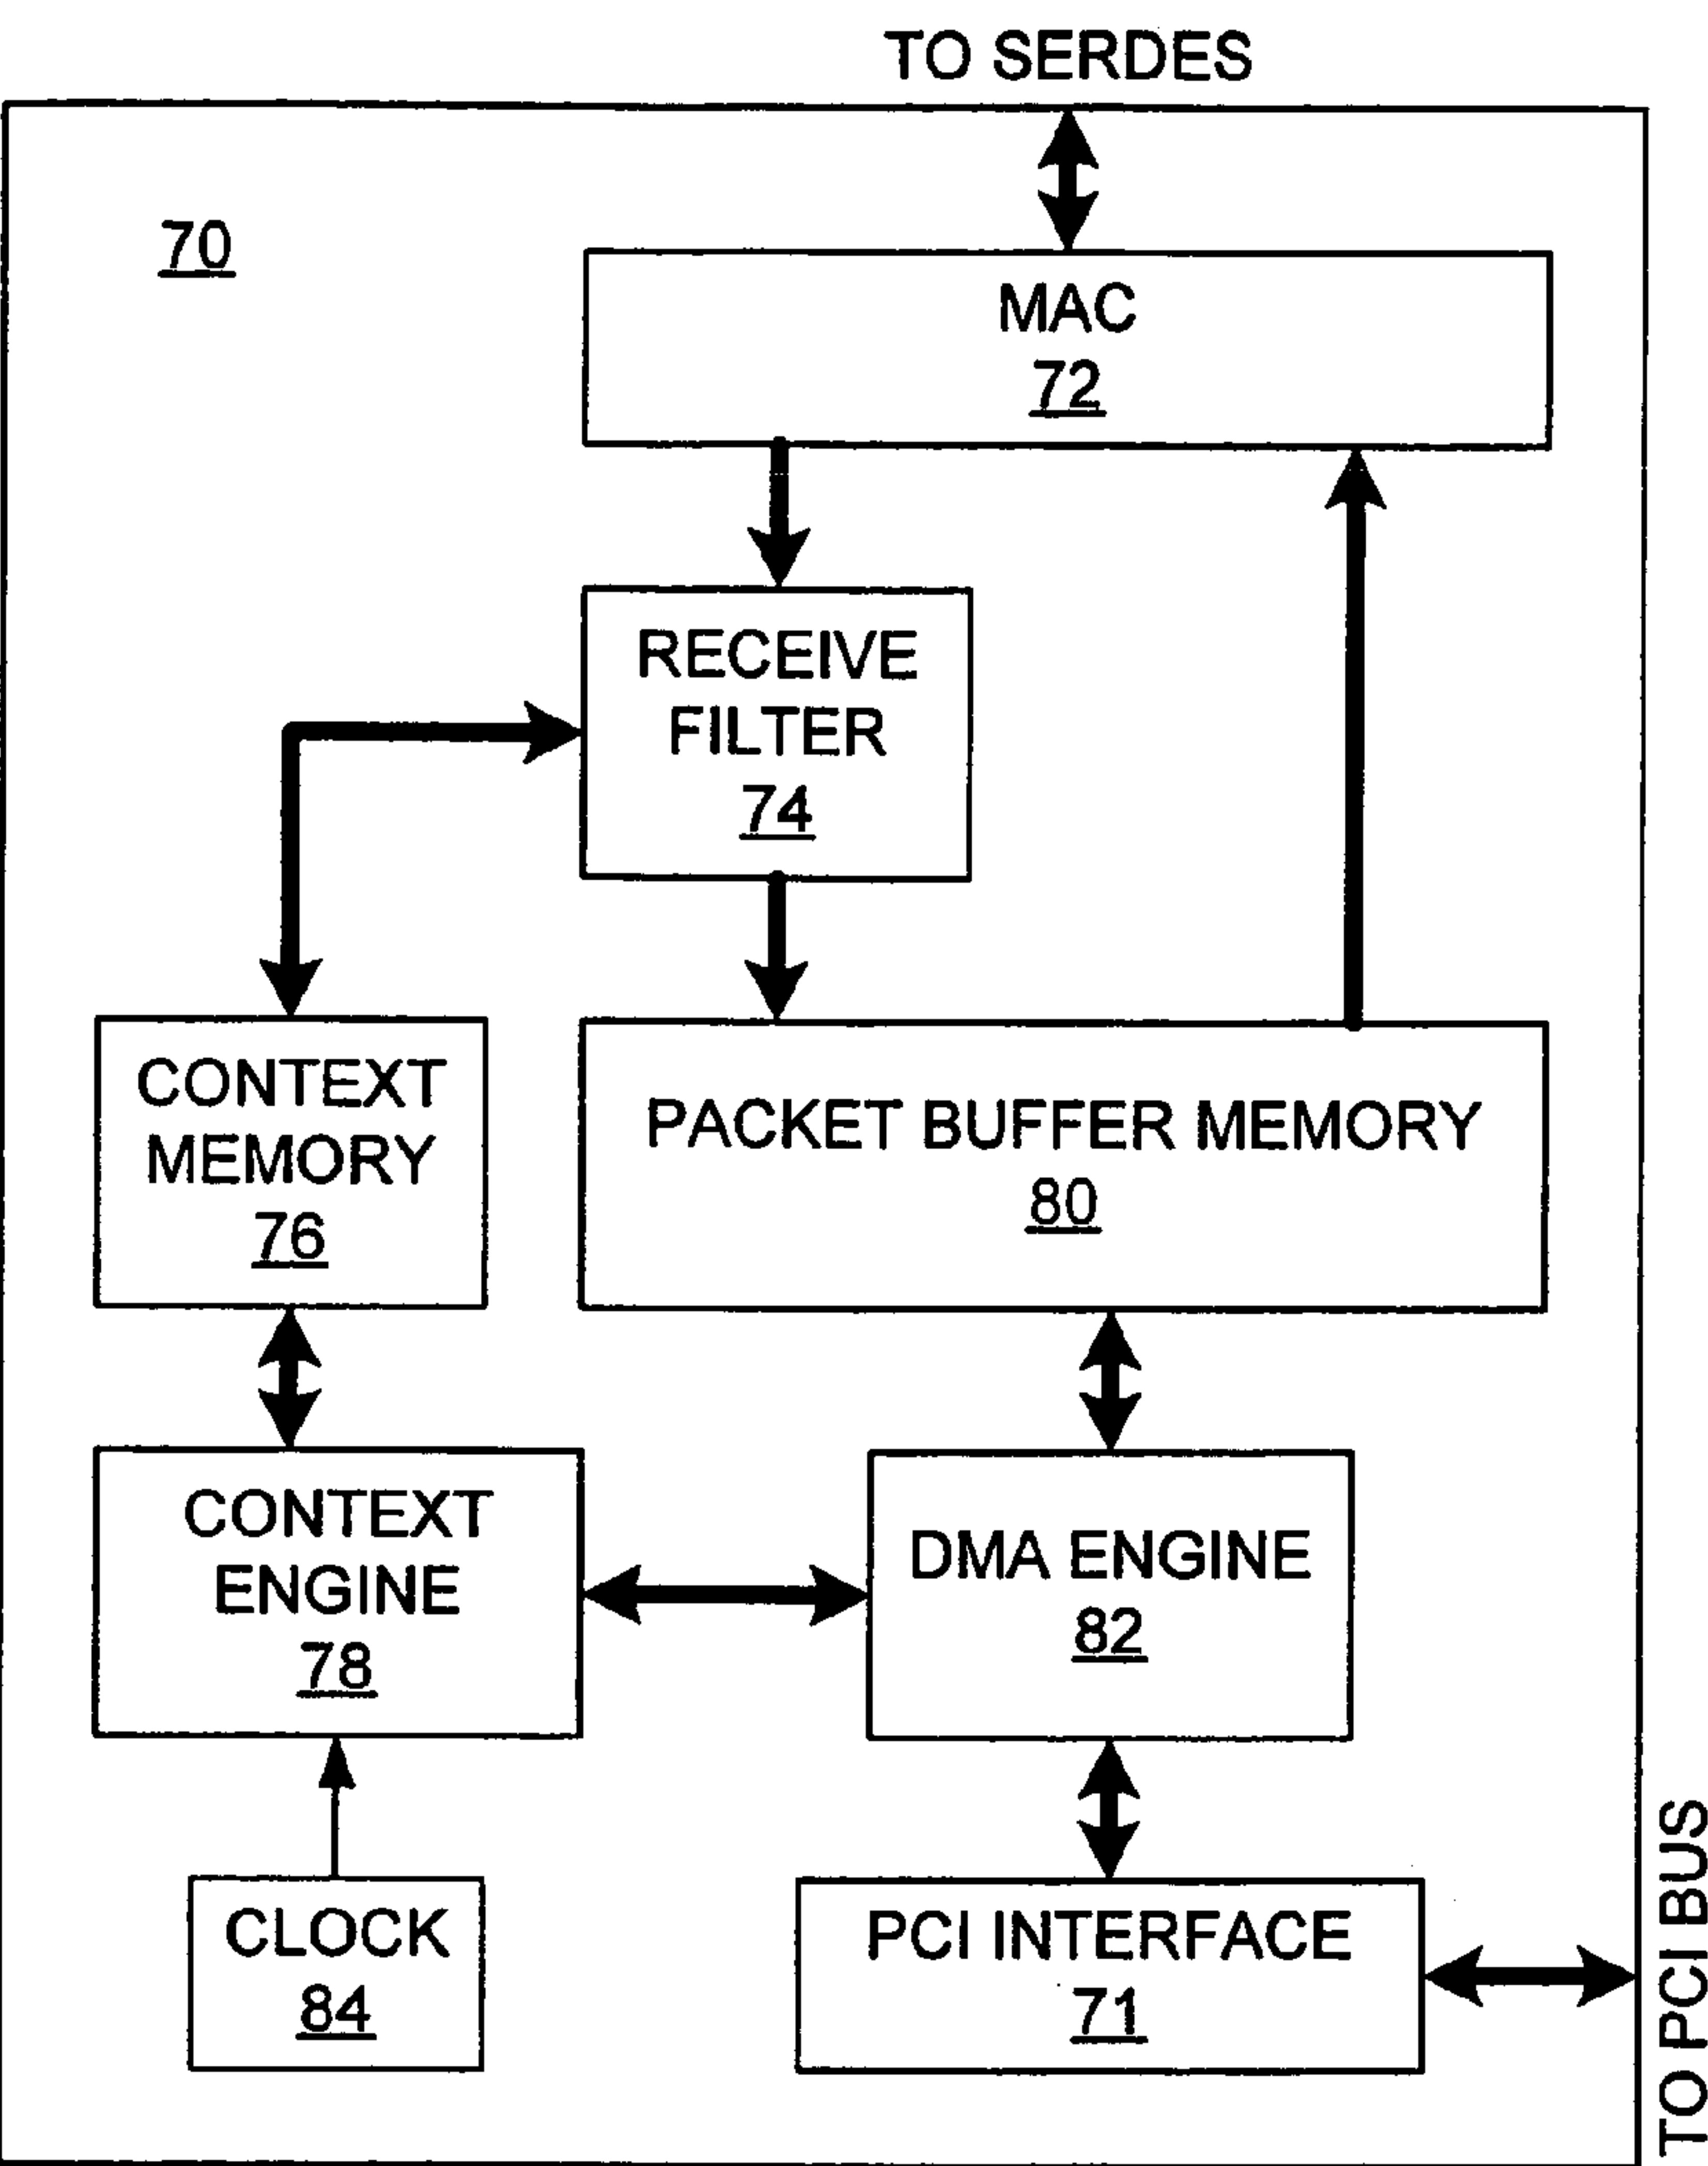 TO SERDES
70
MAC
72
RECEIVE
FILTER
74
CONTEXT
MEMORY
76
PACKET BUFFER MEMORY
80
CONTEXT
ENGINE
78
DMA ENGINE
82
CLOCK
84
PCI INTERFACE
71
TO PCI BUS